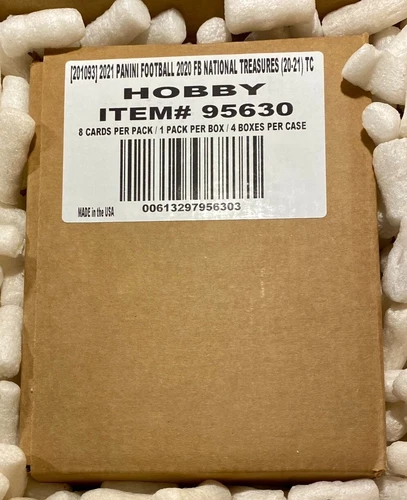 [201093] 2021 PANINI FOOTBALL 2020 FB NATIONAL TREASURES (20-21) TC
HOBBY
ITEM# 95630
8 CARDS PER PACK / 1 PACK PER BOX / 4 BOXES PER CASE
MADE in the USA
00613297956303